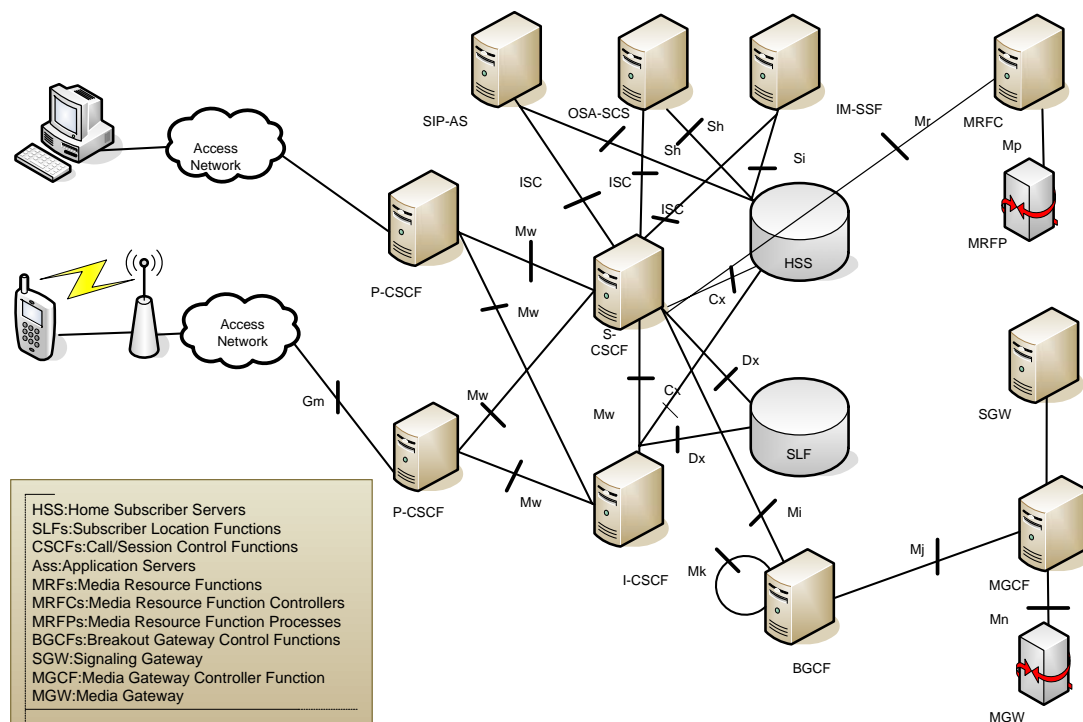 SIP-AS
OSA-SCS
IM-SSF
MRFC
Mr
Mp
MRFP
Access
Network
Sh
Sh
Si
ISC
ISC
ISC
Mw
HSS
P-CSCF
Cx
Mw
S-
CSCF
Access
Network
Dx
SGW
Gm
Mw
Cx
Mw
SLF
Dx
P-CSCF
Mw
Mi
I-CSCF
Mk
Mj
MGCF
Mn
BGCF
MGW
HSS:Home Subscriber Servers
SLFs:Subscriber Location Functions
CSCFs:Call/Session Control Functions
Ass:Application Servers
MRFs:Media Resource Functions
MRFCs:Media Resource Function Controllers
MRFPs:Media Resource Function Processes
BGCFs:Breakout Gateway Control Functions
SGW:Signaling Gateway
MGCF:Media Gateway Controller Function
MGW:Media Gateway